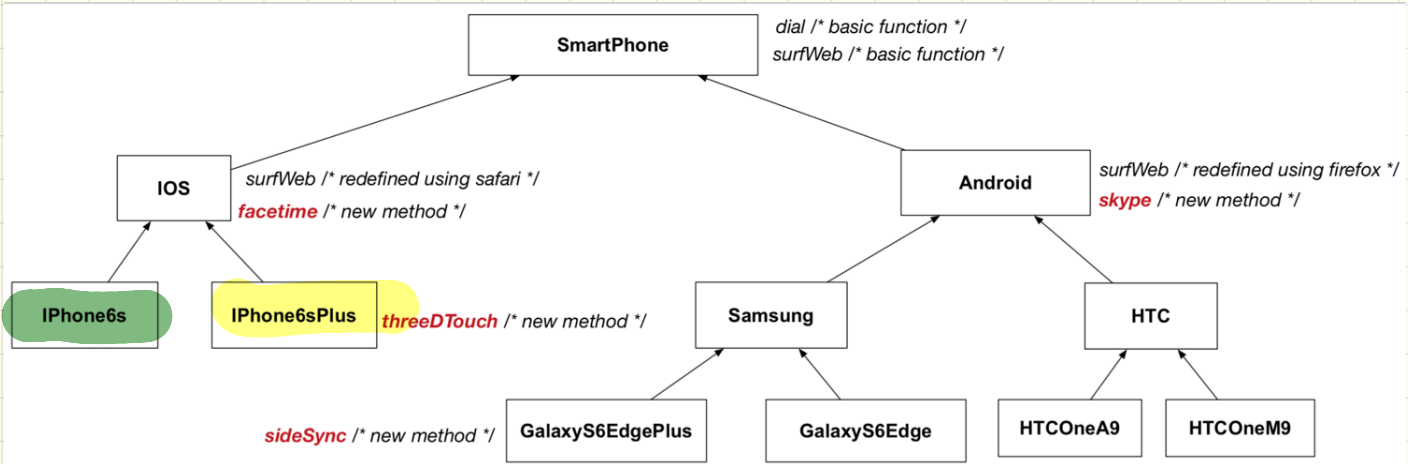 SmartPhone
dial /* basic function */
surfWeb /* basic function */
IOS
surfWeb /* redefined using safari */
facetime /* new method */
Android
surfWeb /* redefined using firefox */
skype /* new method */
IPhone6s
IPhone6sPlus
threeDTouch /* new method */
Samsung
HTC
sideSync /* new method */
GalaxyS6EdgePlus
GalaxyS6Edge
HTCOneA9
HTCOneM9